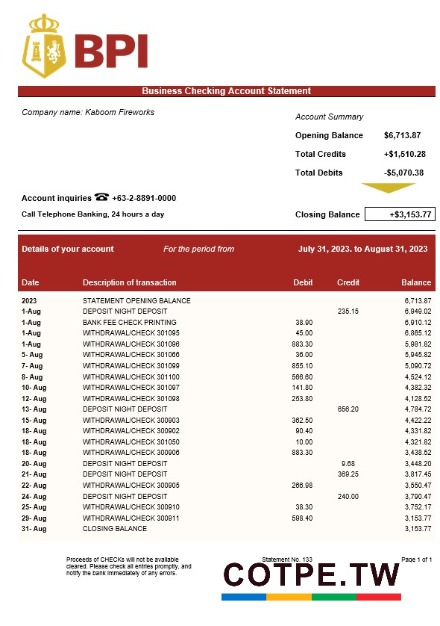 BPI
Business Checking Account Statement
Company name: Kaboom Fireworks
Account Summary
Opening Balance $6,713.87
Total Credits +$1,510.28
Total Debits -$5,070.38
Account inquiries ☎ +63-2-8891-0000
Call Telephone Banking, 24 hours a day
Closing Balance +$3,153.77
Details of your account For the period from July 31, 2023. to August 31, 2023
Date Description of transaction Debit Credit Balance
2023 STATEMENT OPENING BALANCE 6,713.87
1-Aug DEPOSIT NIGHT DEPOSIT 235.15 6,949.02
1-Aug BANK FEE CHECK PRINTING 38.90 6,910.12
1-Aug WITHDRAWAL/CHECK 301095 45.00 6,865.12
1-Aug WITHDRAWAL/CHECK 301096 883.30 5,981.82
5- Aug WITHDRAWAL/CHECK 301066 36.00 5,945.82
7- Aug WITHDRAWAL/CHECK 301099 855.10 5,090.72
8- Aug WITHDRAWAL/CHECK 301100 566.60 4,524.12
10- Aug WITHDRAWAL/CHECK 301097 141.80 4,382.32
12- Aug WITHDRAWAL/CHECK 301098 253.80 4,128.52
13- Aug DEPOSIT NIGHT DEPOSIT 656.20 4,784.72
15- Aug WITHDRAWAL/CHECK 300903 362.50 4,422.22
18- Aug WITHDRAWAL/CHECK 300902 90.40 4,331.82
18- Aug WITHDRAWAL/CHECK 301050 10.00 4,321.82
18- Aug WITHDRAWAL/CHECK 300906 883.30 3,438.52
20- Aug DEPOSIT NIGHT DEPOSIT 9.68 3,448.20
21- Aug DEPOSIT NIGHT DEPOSIT 369.25 3,817.45
22- Aug WITHDRAWAL/CHECK 300905 266.98 3,550.47
24- Aug DEPOSIT NIGHT DEPOSIT 240.00 3,790.47
25- Aug WITHDRAWAL/CHECK 300910 38.30 3,752.17
29- Aug WITHDRAWAL/CHECK 300911 598.40 3,153.77
31- Aug CLOSING BALANCE 3,153.77
Proceeds of CHECKs will not be available
cleared. Please check all entries promptly, and
notify the bank immediately of any errors.
Statement No. 133
Page 1 of 1
COTPE.TW